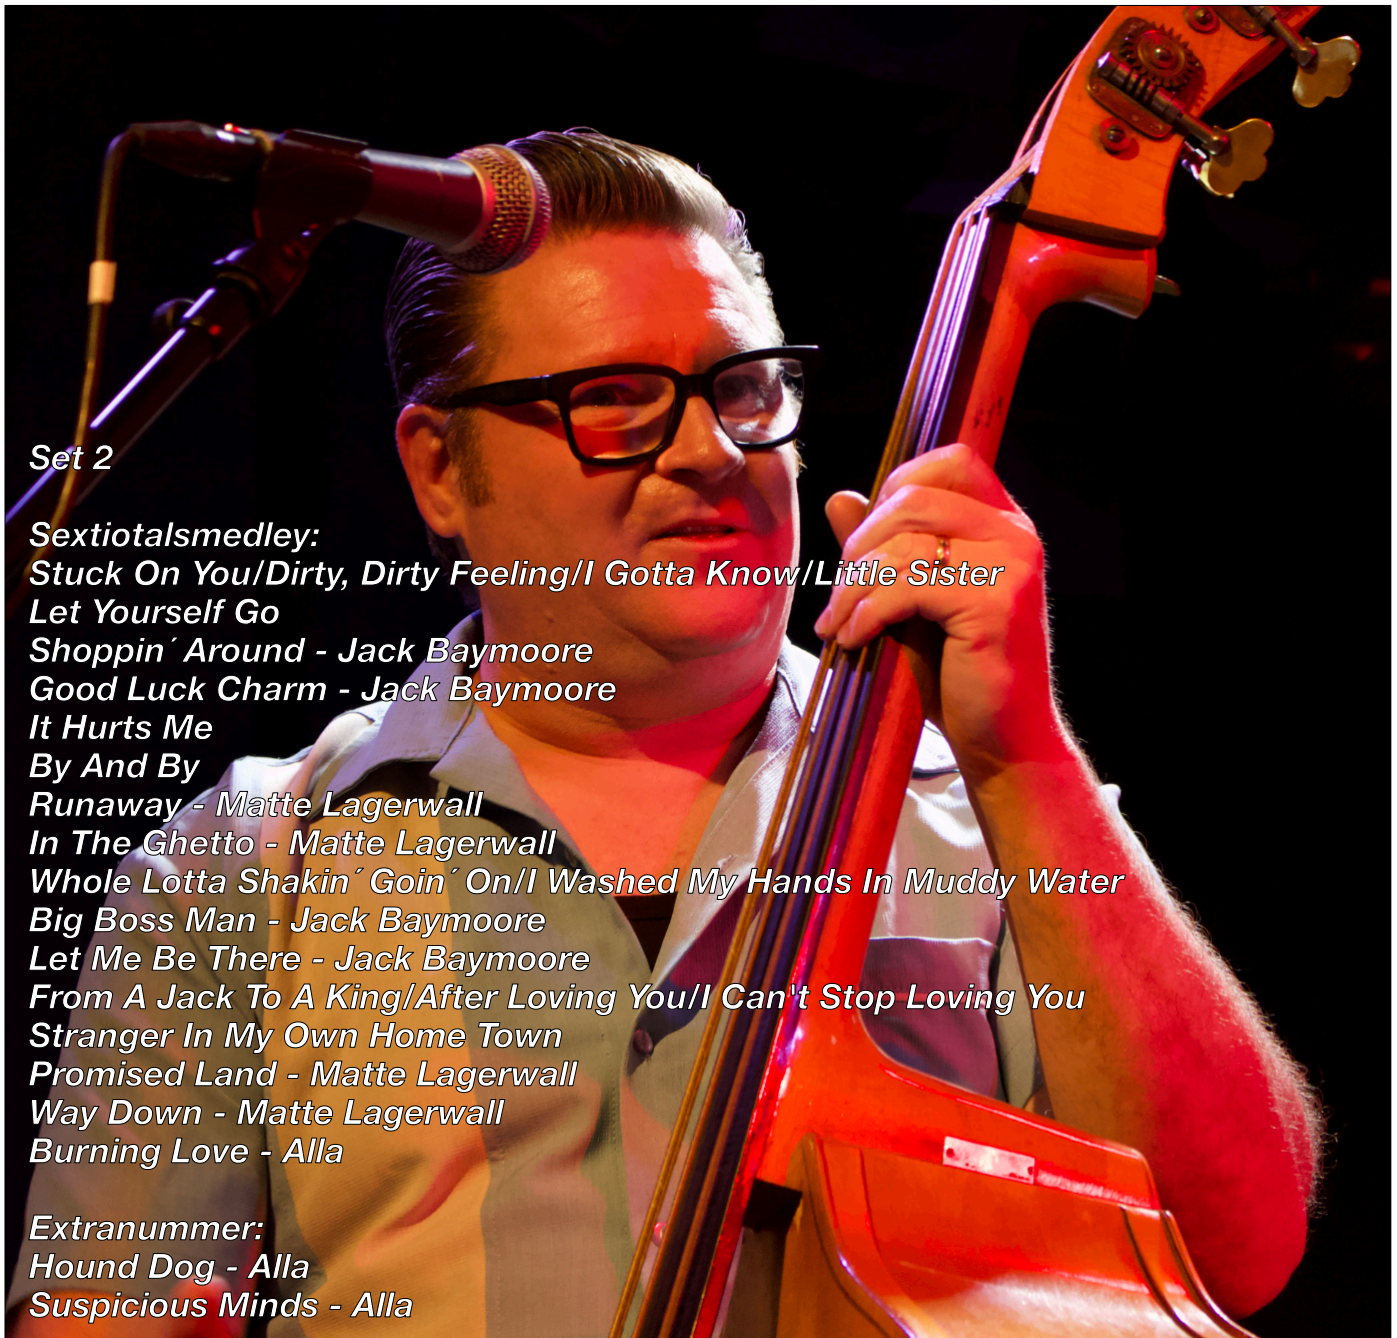 Set 2
Sextiotalsmedley:
Stuck On You/Dirty, Dirty Feeling/I Gotta Know/Little Sister
Let Yourself Go
Shoppin´ Around - Jack Baymoore
Good Luck Charm - Jack Baymoore
It Hurts Me
By And By
Runaway - Matte Lagerwall
In The Ghetto - Matte Lagerwall
Whole Lotta Shakin´ Goin´ On/I Washed My Hands In Muddy Water
Big Boss Man - Jack Baymoore
Let Me Be There - Jack Baymoore
From A Jack To A King/After Loving You/I Can't Stop Loving You
Stranger In My Own Home Town
Promised Land - Matte Lagerwall
Way Down - Matte Lagerwall
Burning Love - Alla
Extranummer:
Hound Dog - Alla
Suspicious Minds - Alla